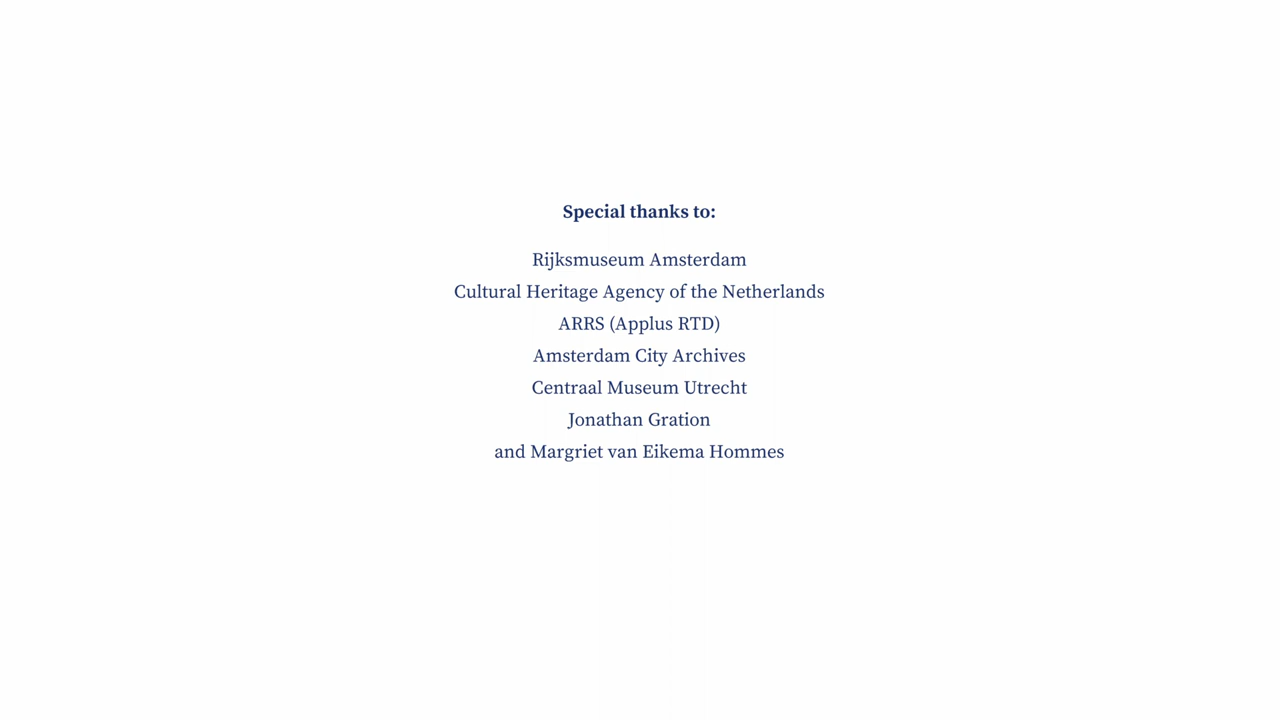 Special thanks to:
Rijksmuseum Amsterdam
Cultural Heritage Agency of the Netherlands
ARRS (Applus RTD)
Amsterdam City Archives
Centraal Museum Utrecht
Jonathan Gration
and Margriet van Eikema Hommes